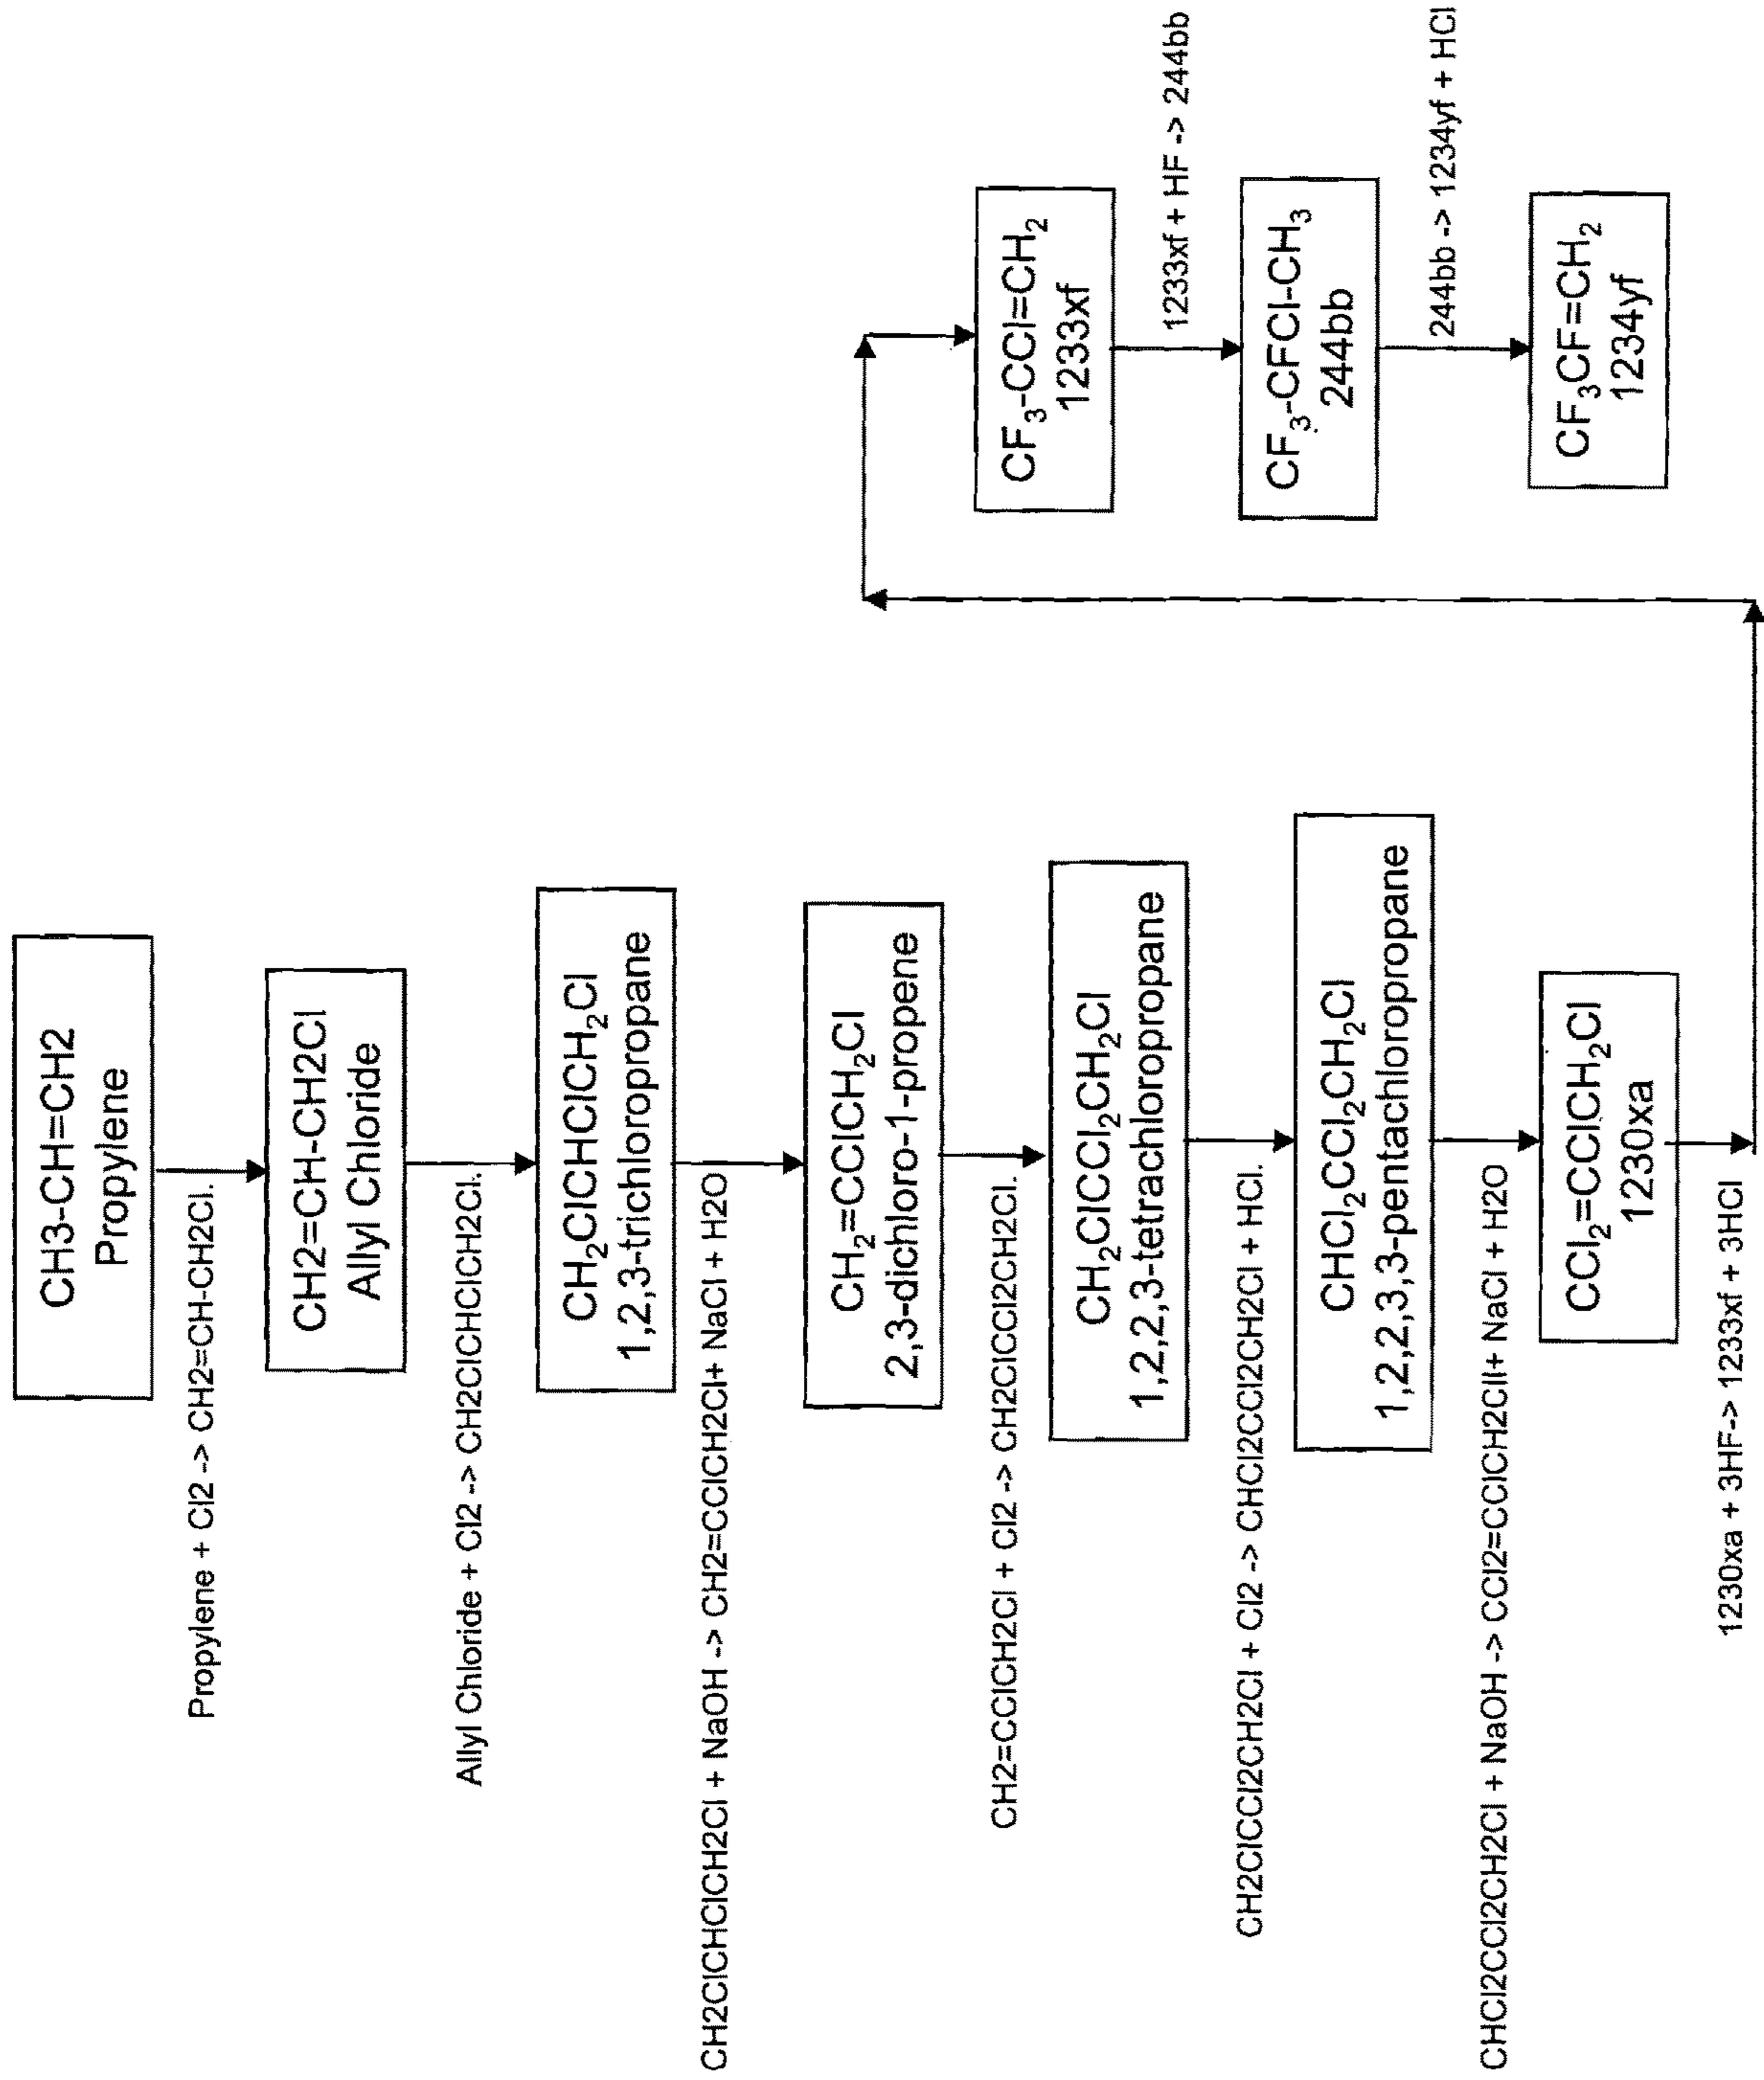 CH3-CH=CH2
Propylene
Propylene + Cl2 -> CH2=CH-CH2Cl.
CH2=CH-CH2Cl
Allyl Chloride
Allyl Chloride + Cl2 -> CH2ClCHClCH2Cl.
CH₂ClCHClCH₂Cl
1,2,3-trichloropropane
CH2ClCHClCH2Cl + NaOH -> CH2=CClCH2Cl+ NaCl + H2O
CH₂=CClCH₂Cl
2,3-dichloro-1-propene
CH2=CClCH2Cl + Cl2 -> CH2ClCCl2CH2Cl.
CH₂ClCCl₂CH₂Cl
1,2,2,3-tetrachloropropane
CH2ClCCl2CH2Cl + Cl2 -> CHCl2CCl2CH2Cl + HCl.
CHCl₂CCl₂CH₂Cl
1,2,2,3,3-pentachloropropane
CHCl2CCl2CH2Cl + NaOH -> CCl2=CClCH2Cll+ NaCl + H2O
CCl₂=CClCH₂Cl
1230xa
1230xa + 3HF-> 1233xf + 3HCl
CF₃-CCl=CH₂
1233xf
1233xf + HF -> 244bb
CF₃-CFCl-CH₃
244bb
244bb -> 1234yf + HCl
CF₃CF=CH₂
1234yf